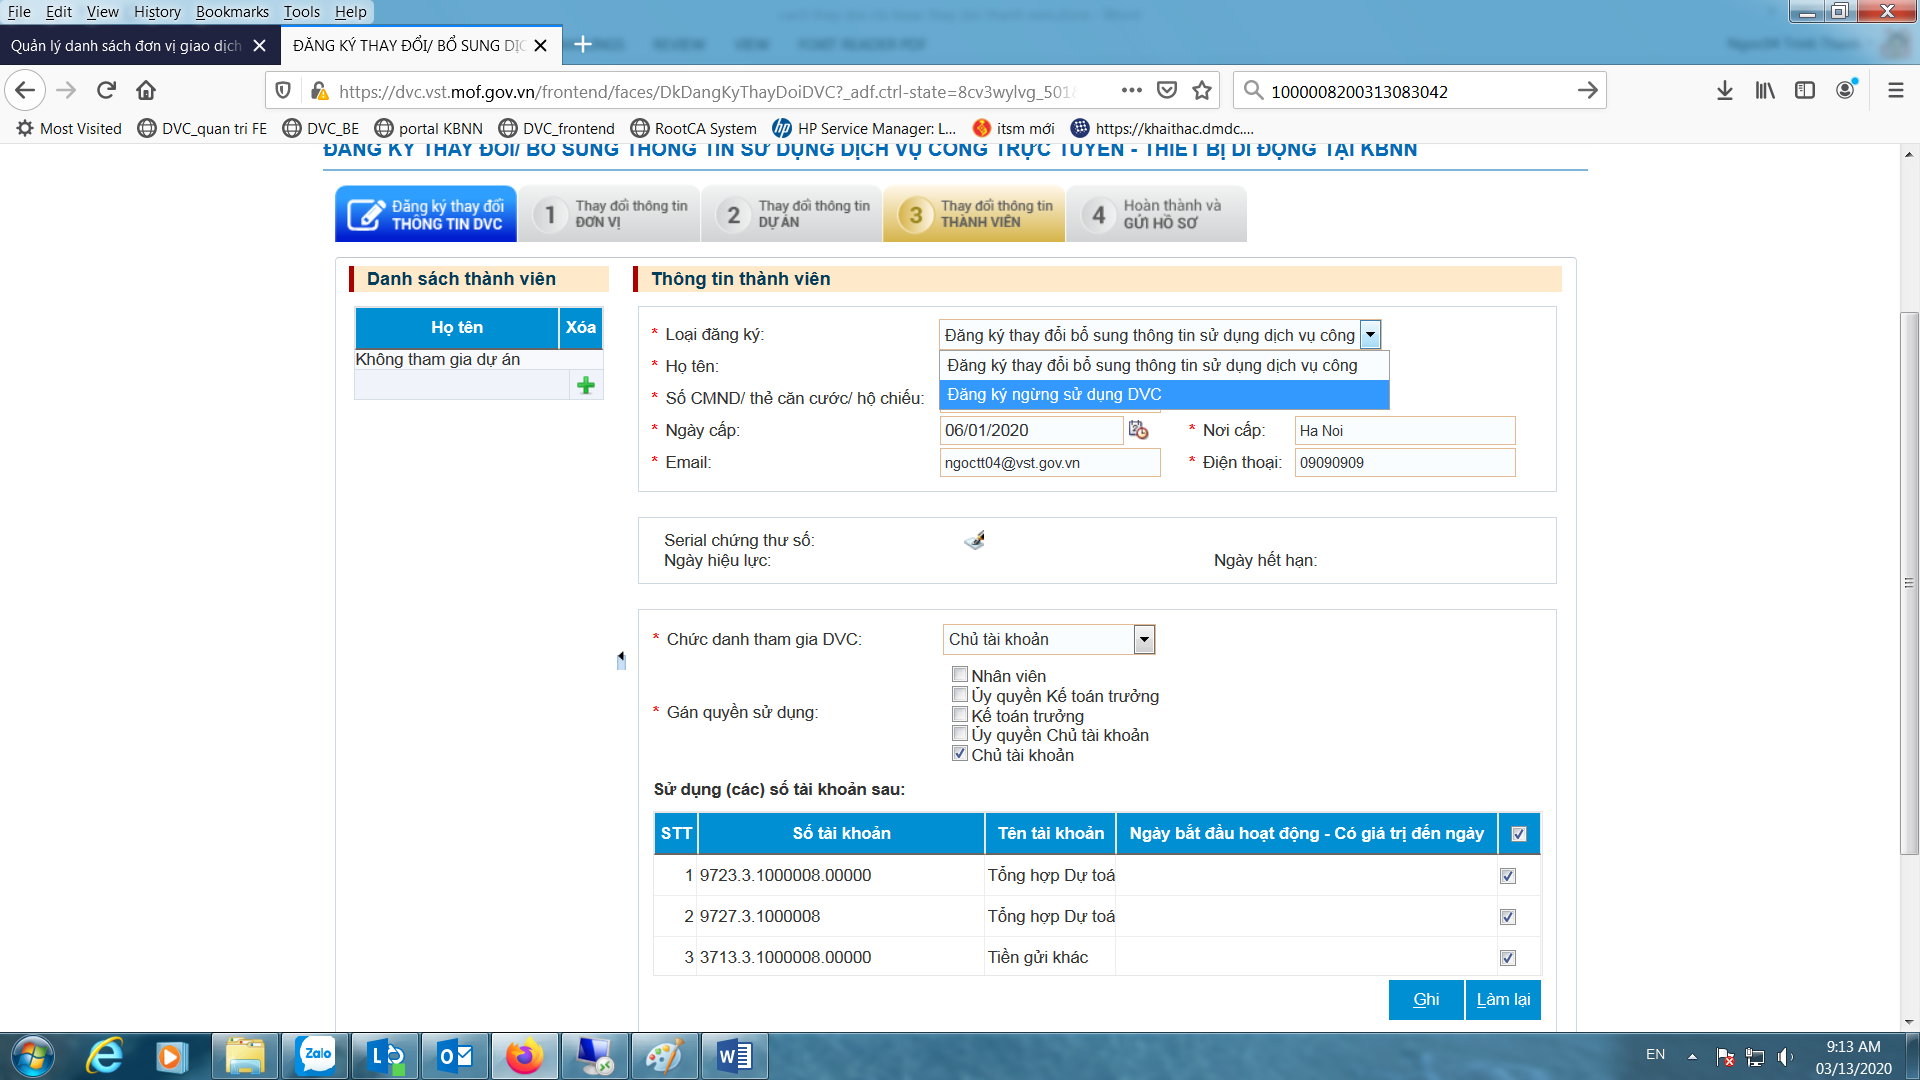 File Edit View History Bookmarks Tools Help
Quản lý danh sách đơn vị giao dịch
ĐĂNG KÝ THAY ĐỔI/ BỔ SUNG DỊC
https://dvc.vst.mof.gov.vn/frontend/faces/DkDangKyThayDoiDVC?_adf.ctrl-state=8cv3wylvg_501&
1000008200313083042
Most Visited DVC_quan tri FE DVC_BE portal KBNN DVC_frontend RootCA System HP Service Manager: L... itsm mới https://khaithac.dmdc....
ĐĂNG KÝ THAY ĐỔI/ BỔ SUNG THÔNG TIN SỬ DỤNG DỊCH VỤ CÔNG TRỰC TUYẾN - THIẾT BỊ DI ĐỘNG TẠI KBNN
Đăng ký thay đổi
THÔNG TIN DVC
1 Thay đổi thông tin
ĐƠN VỊ
2 Thay đổi thông tin
DỰ ÁN
3 Thay đổi thông tin
THÀNH VIÊN
4 Hoàn thành và
GỬI HỒ SƠ
Danh sách thành viên
Họ tên Xóa
Không tham gia dự án
Thông tin thành viên
* Loại đăng ký: Đăng ký thay đổi bổ sung thông tin sử dụng dịch vụ công
Đăng ký thay đổi bổ sung thông tin sử dụng dịch vụ công
Đăng ký ngừng sử dụng DVC
* Họ tên:
* Số CMND/ thẻ căn cước/ hộ chiếu:
* Ngày cấp: 06/01/2020 * Nơi cấp: Ha Noi
* Email: ngoctt04@vst.gov.vn * Điện thoại: 09090909
Serial chứng thư số:
Ngày hiệu lực: Ngày hết hạn:
* Chức danh tham gia DVC: Chủ tài khoản
* Gán quyền sử dụng:
Nhân viên
Ủy quyền Kế toán trưởng
Kế toán trưởng
Ủy quyền Chủ tài khoản
Chủ tài khoản
Sử dụng (các) số tài khoản sau:
STT Số tài khoản Tên tài khoản Ngày bắt đầu hoạt động - Có giá trị đến ngày
1 9723.3.1000008.00000 Tổng hợp Dự toá
2 9727.3.1000008 Tổng hợp Dự toá
3 3713.3.1000008.00000 Tiền gửi khác
Ghi Làm lại
Zalo
EN
9:13 AM
03/13/2020